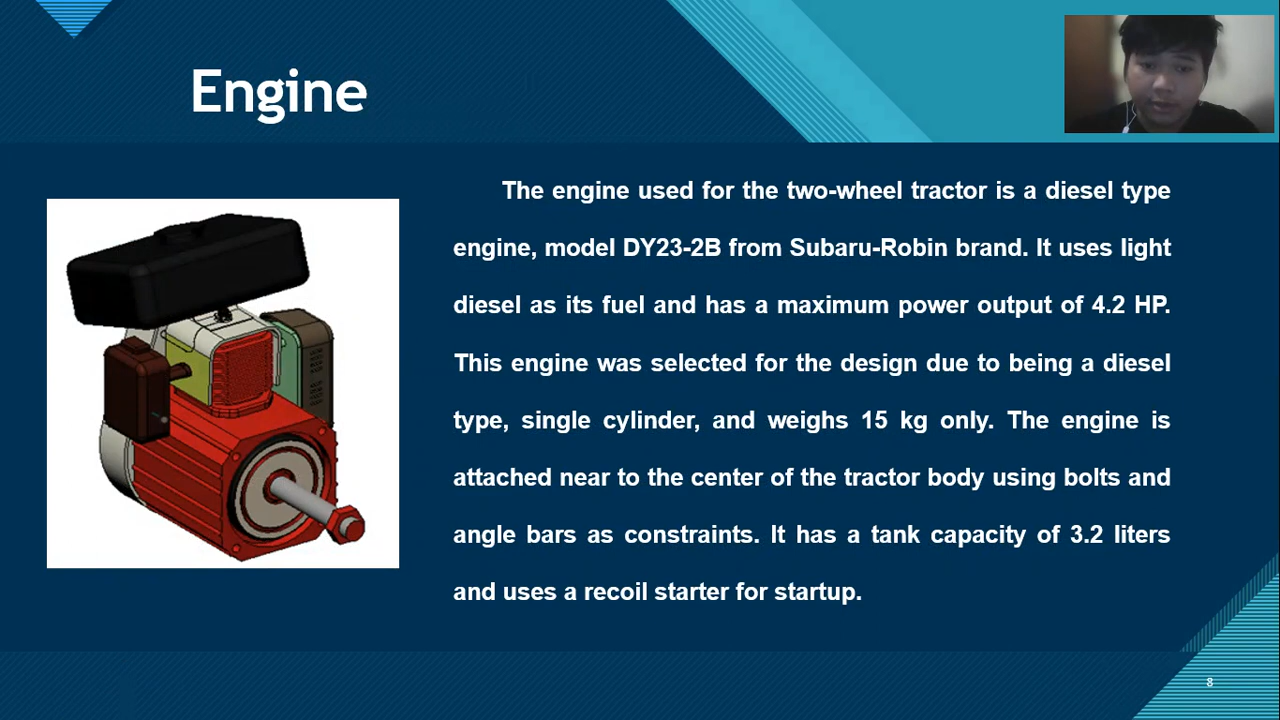 Engine
The engine used for the two-wheel tractor is a diesel type
engine, model DY23-2B from Subaru-Robin brand. It uses light
diesel as its fuel and has a maximum power output of 4.2 HP.
This engine was selected for the design due to being a diesel
type, single cylinder, and weighs 15 kg only. The engine is
attached near to the center of the tractor body using bolts and
angle bars as constraints. It has a tank capacity of 3.2 liters
and uses a recoil starter for startup.
8